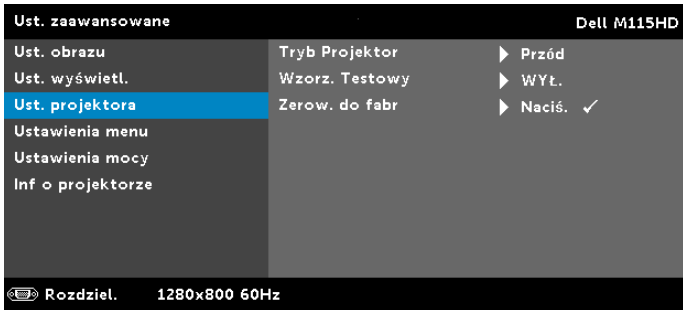 Ust. zaawansowane Dell M115HD
Ust. obrazu Tryb Projektor Przód
Ust. wyświetl. Wzorz. Testowy WYŁ.
Ust. projektora Zerow. do fabr Naciś. ✓
Ustawienia menu
Ustawienia mocy
Inf o projektorze
Rozdziel. 1280x800 60Hz